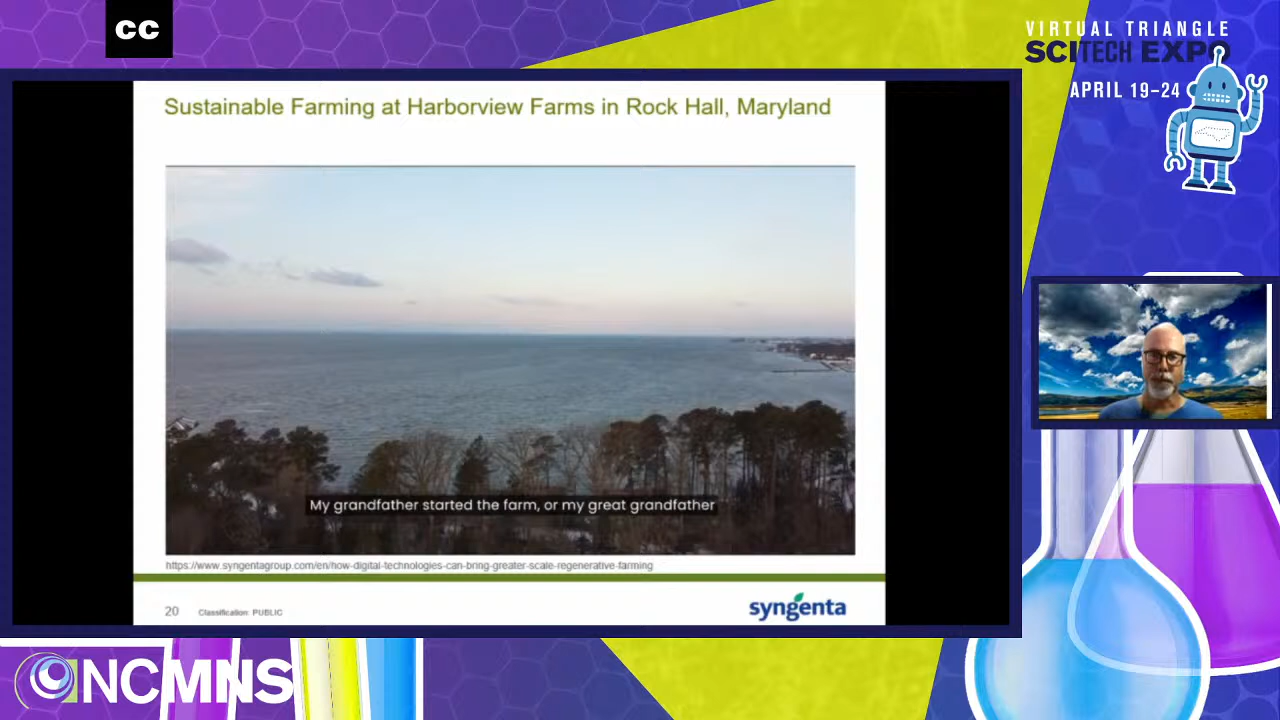 CC
VIRTUAL TRIANGLE
SCITECH EXPO
APRIL 19-24
Sustainable Farming at Harborview Farms in Rock Hall, Maryland
My grandfather started the farm, or my great grandfather
https://www.syngentagroup.com/en/how-digital-technologies-can-bring-greater-scale-regenerative-farming
20
Classification: PUBLIC
syngenta
NCMNS